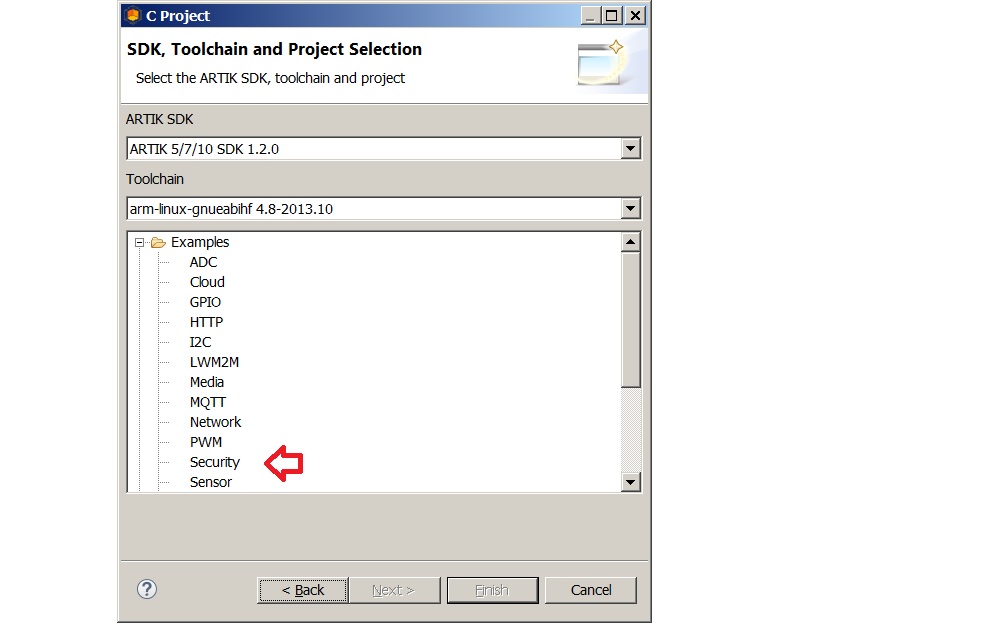 C Project
SDK, Toolchain and Project Selection
Select the ARTIK SDK, toolchain and project
ARTIK SDK
ARTIK 5/7/10 SDK 1.2.0
Toolchain
arm-linux-gnueabihf 4.8-2013.10
Examples
ADC
Cloud
GPIO
HTTP
I2C
LWM2M
Media
MQTT
Network
PWM
Security
Sensor
? < Back Next > Finish Cancel